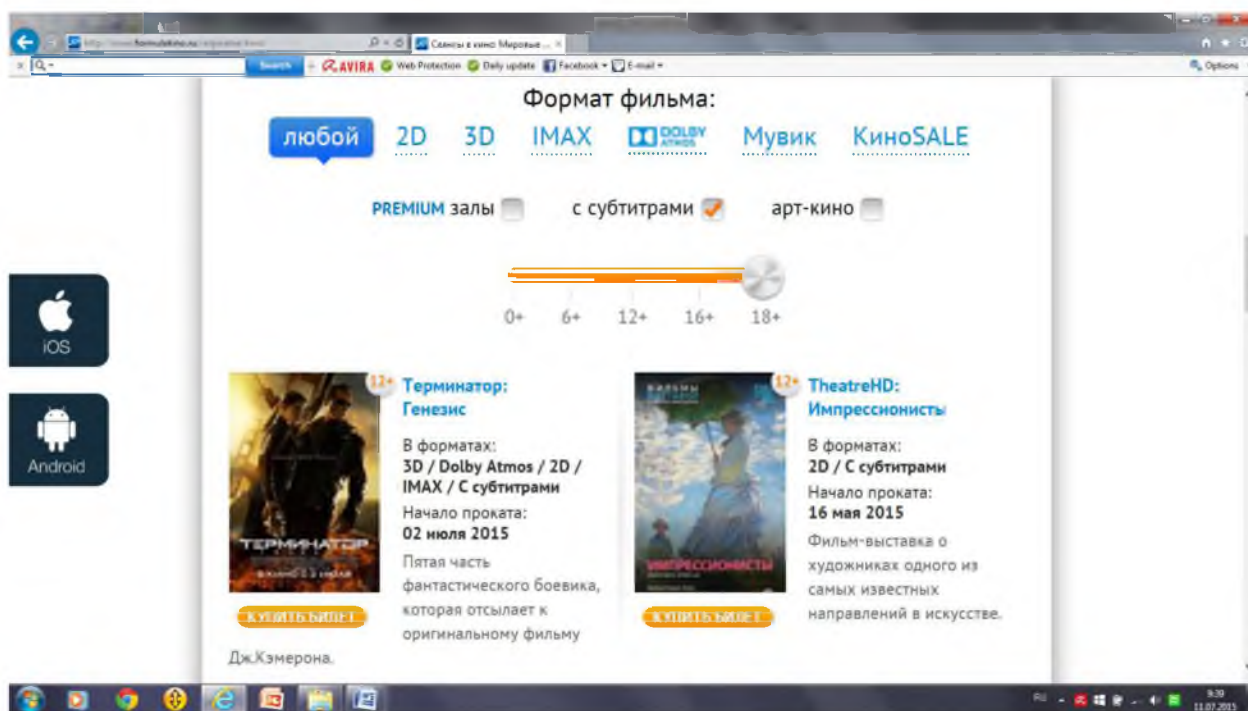 Сеансы в кино: Мировые ...
Search
AVIRA Web Protection Daily update Facebook E-mail Options
Формат фильма:
любой 2D 3D IMAX DOLBY ATMOS Мувик КиноSALE
PREMIUM залы с субтитрами арт-кино
0+ 6+ 12+ 16+ 18+
iOS
Android
12+
Терминатор:
Генезис
В форматах:
3D / Dolby Atmos / 2D /
IMAX / С субтитрами
Начало проката:
02 июля 2015
Пятая часть
фантастического боевика,
которая отсылает к
оригинальному фильму
Дж.Кэмерона.
ТЕРМИНАТОР
КУПИТЬ БИЛЕТ
12+
TheatreHD:
Импрессионисты
В форматах:
2D / С субтитрами
Начало проката:
16 мая 2015
Фильм-выставка о
художниках одного из
самых известных
направлений в искусстве.
ИМПРЕССИОНИСТЫ
КУПИТЬ БИЛЕТ
RU
9:39
11.07.2015